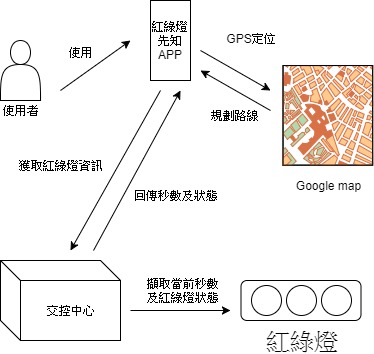 紅綠燈
先知
APP
使用
GPS定位
使用者
規劃路線
Google map
獲取紅綠燈資訊
回傳秒數及狀態
擷取當前秒數
及紅綠燈狀態
交控中心
紅綠燈